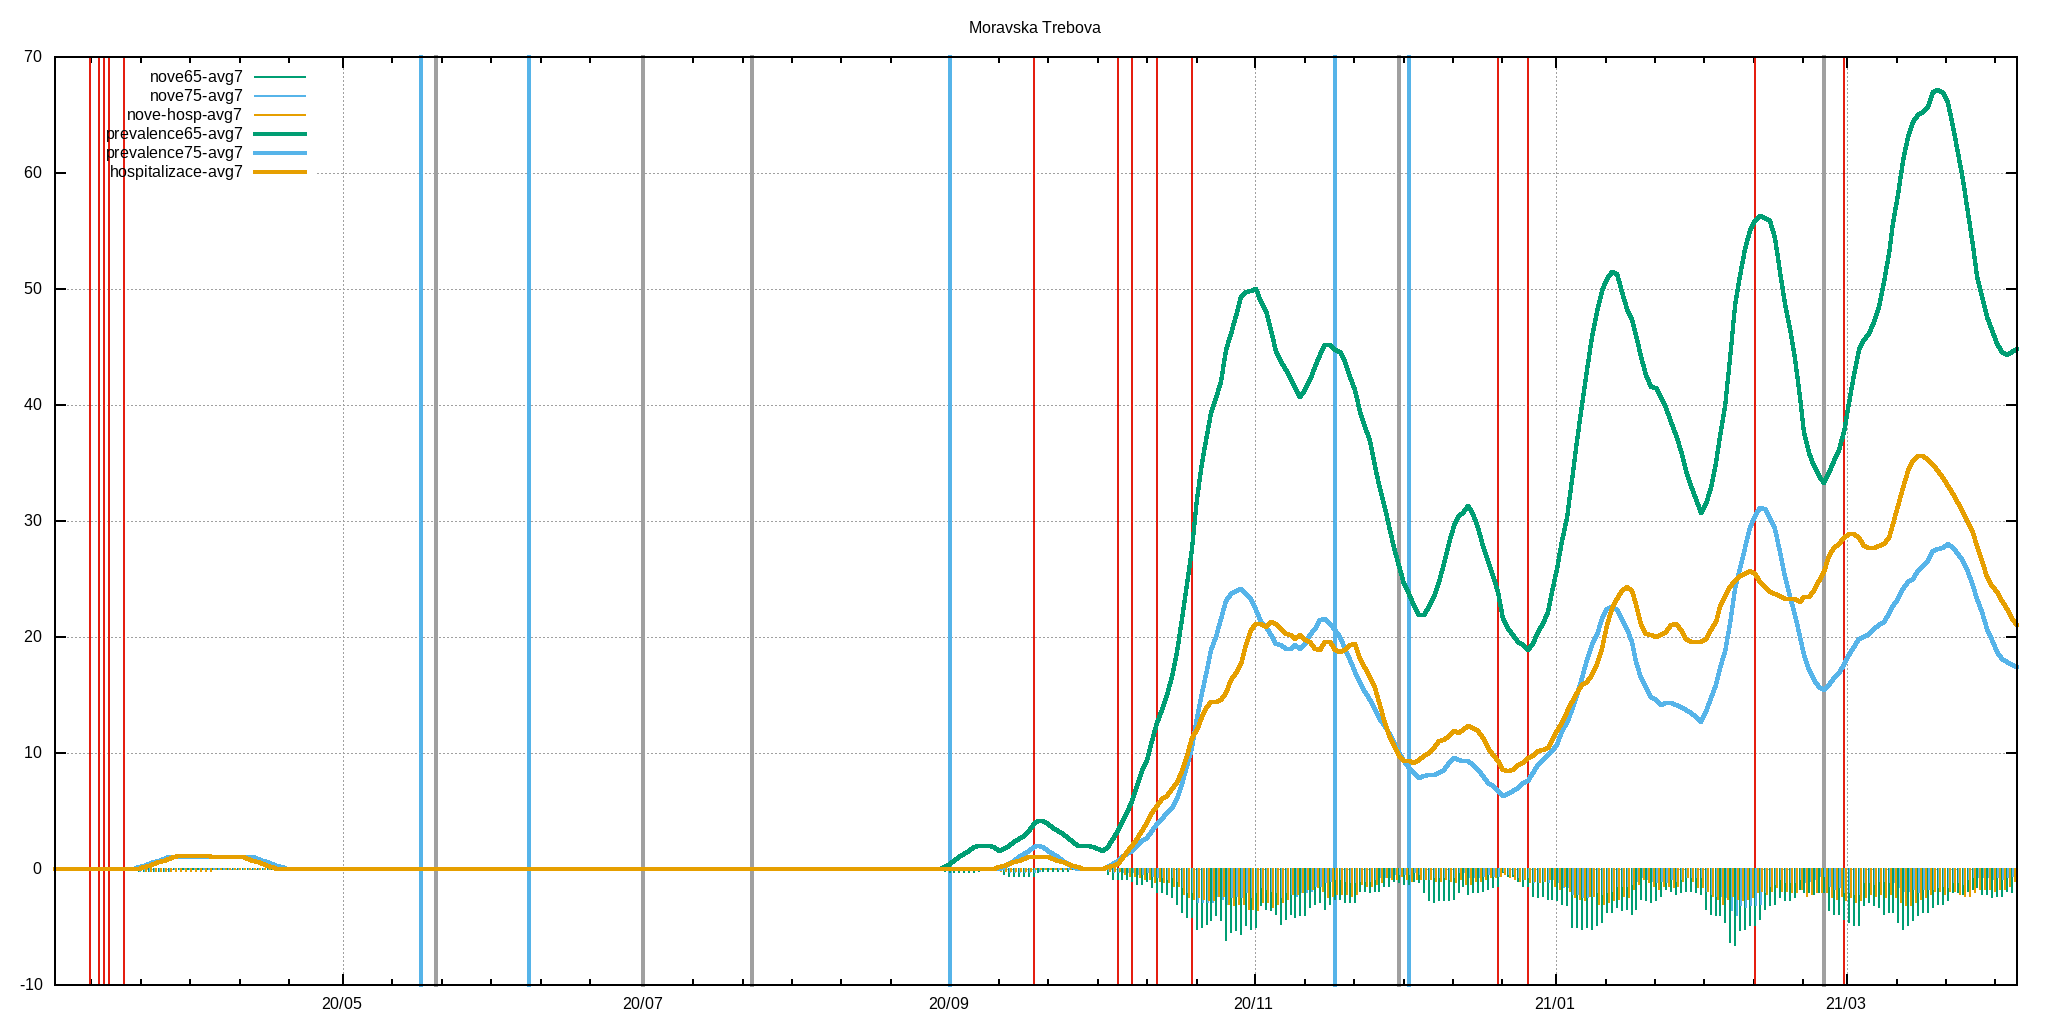 Moravska Trebova
70
60
50
40
30
20
10
0
-10
nove65-avg7
nove75-avg7
nove-hosp-avg7
prevalence65-avg7
prevalence75-avg7
hospitalizace-avg7
20/05 20/07 20/09 20/11 21/01 21/03